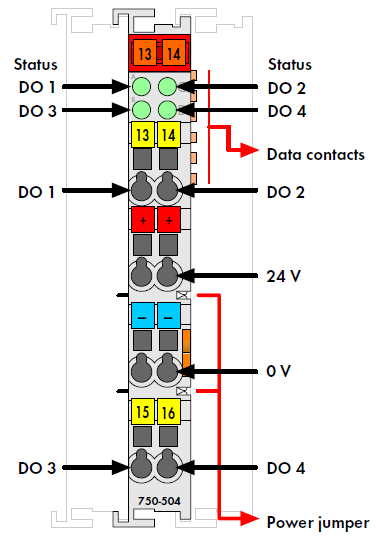 13 14
Status Status
A C
DO 1 DO 2
B D
DO 3 DO 4
13 14
Data contacts
DO 1 DO 2
+ +
24 V
– –
0 V
15 16
DO 3 DO 4
750-504
Power jumper